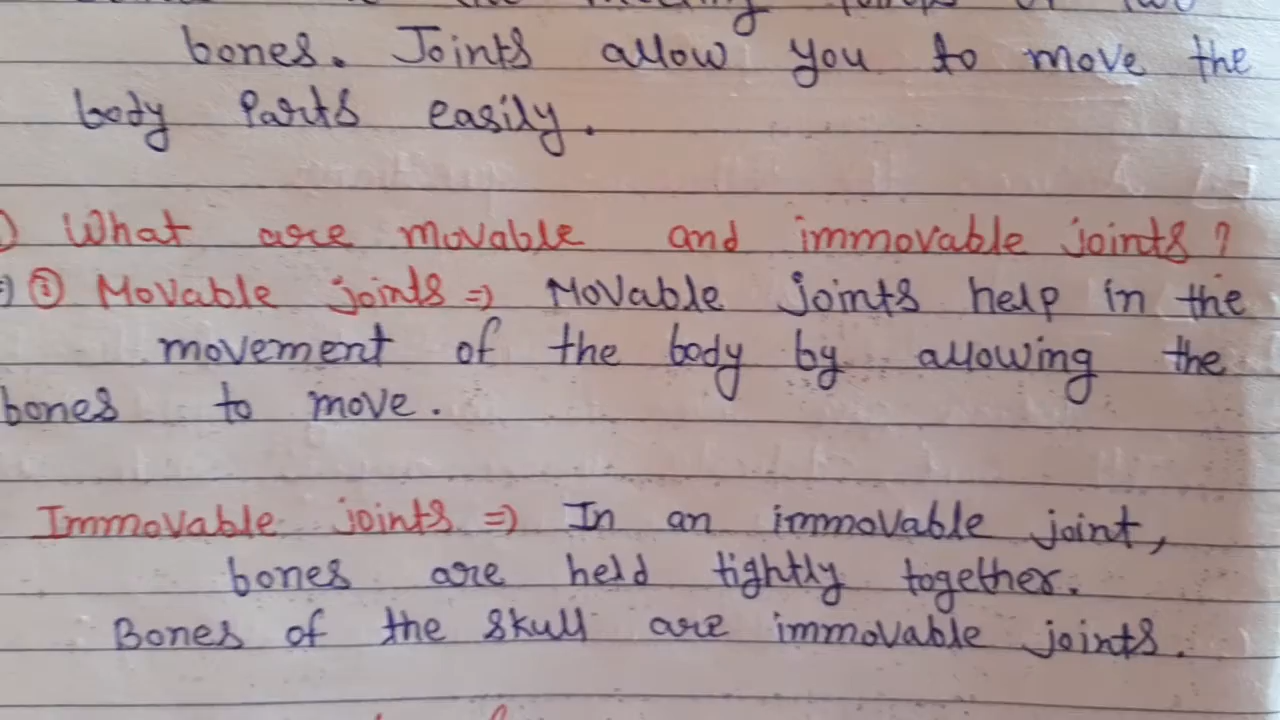 bones. Joints allow you to move the
body Parts easily.
What are movable and immovable joints?
① Movable joints => Movable joints help in the
movement of the body by allowing the
bones to move.
Immovable joints => In an immovable joint,
bones are held tightly together.
Bones of the skull are immovable joints.